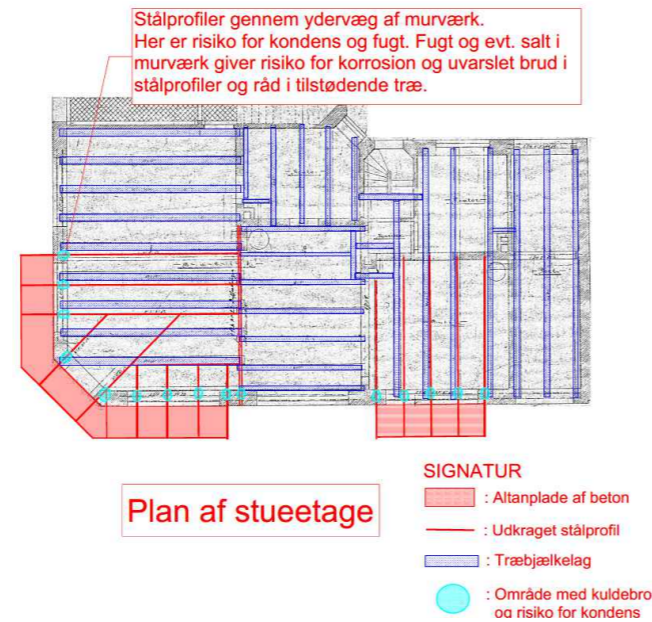 Stålprofiler gennem ydervæg af murværk.
Her er risiko for kondens og fugt. Fugt og evt. salt i
murværk giver risiko for korrosion og uvarslet brud i
stålprofiler og råd i tilstødende træ.
Plan af stueetage
SIGNATUR
: Altanplade af beton
: Udkraget stålprofil
: Træbjælkelag
: Område med kuldebro
og risiko for kondens